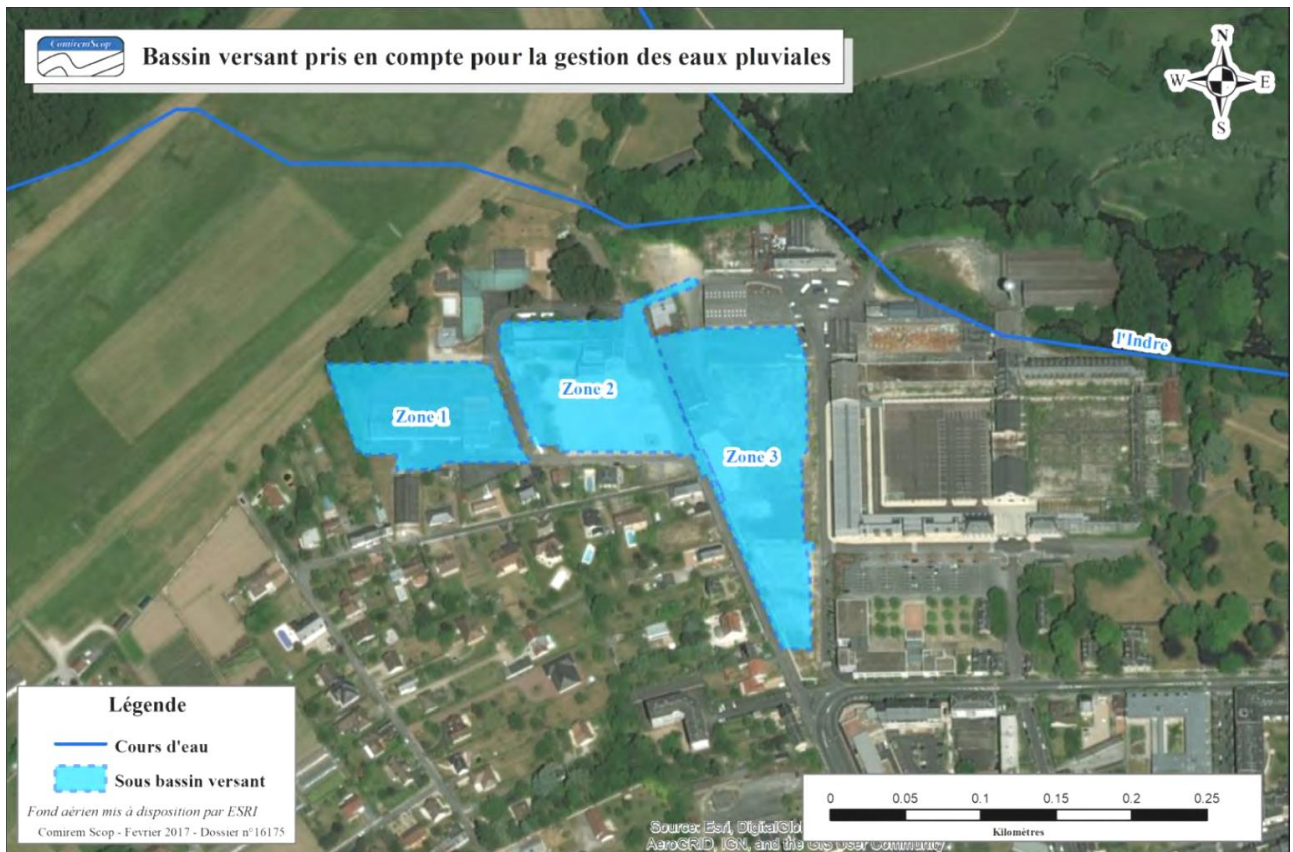 ComiremScop
Bassin versant pris en compte pour la gestion des eaux pluviales
N
W E
S
l'Indre
Zone 1
Zone 2
Zone 3
Légende
Cours d'eau
Sous bassin versant
Fond aérien mis à disposition par ESRI
Comirem Scop - Fevrier 2017 - Dossier n°16175
0 0.05 0.1 0.15 0.2 0.25
Kilomètres
Source: Esri,
AeroGRID, IGN, and the GIS User Community